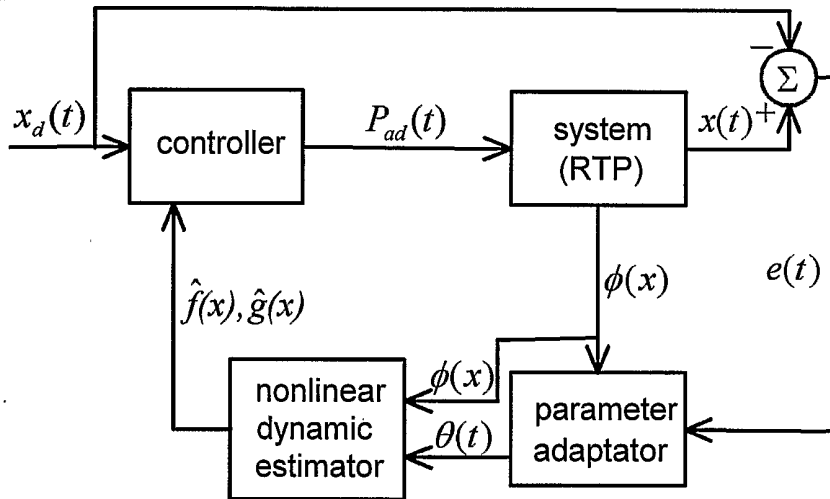 −
Σ
x_d(t)
controller
P_ad(t)
system
(RTP)
x(t)
+
φ(x)
e(t)
f̂(x), ĝ(x)
φ(x)
nonlinear
dynamic
estimator
θ(t)
parameter
adaptator